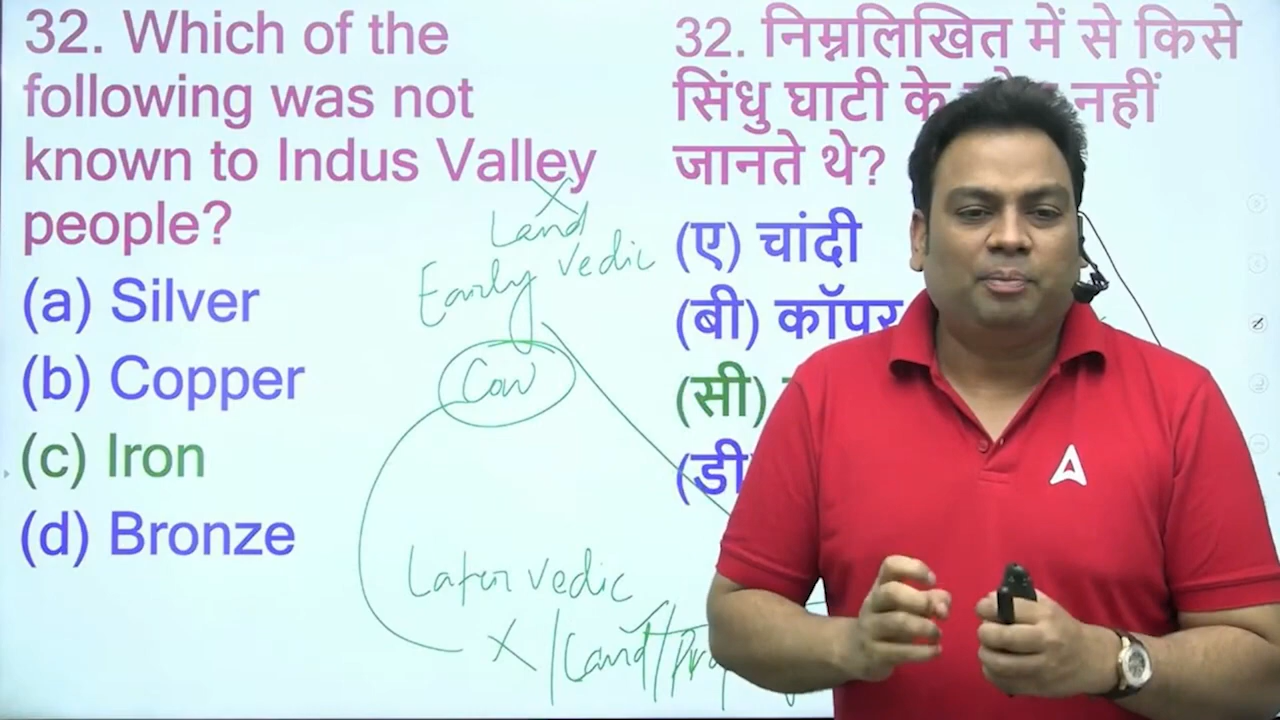 32. Which of the
following was not
known to Indus Valley
people?
(a) Silver
(b) Copper
(c) Iron
(d) Bronze
32. निम्नलिखित में से किसे
सिंधु घाटी के नहीं
जानते थे?
(ए) चांदी
(बी) कॉपर
(सी)
(डी)
X
Land
Early vedic
Cow
Later vedic
X / Land /